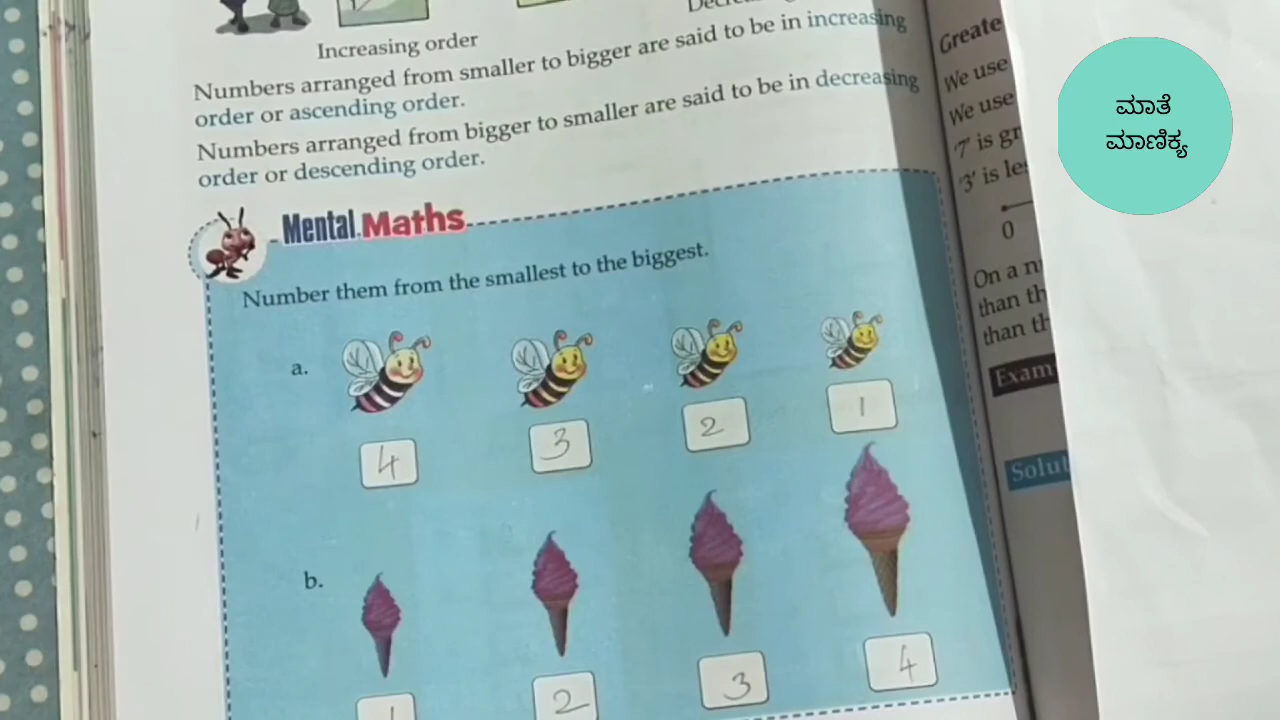 Increasing order
Numbers arranged from smaller to bigger are said to be in increasing
order or ascending order.
Numbers arranged from bigger to smaller are said to be in decreasing
order or descending order.
Mental Maths
Number them from the smallest to the biggest.
a.
4 3 2 1
b.
1 2 3 4
Greate
We use
We use
'7' is gr
'3' is les
0
On a n
than th
than th
Exam
Solut
ಮಾತೆ
ಮಾಣಿಕ್ಯ